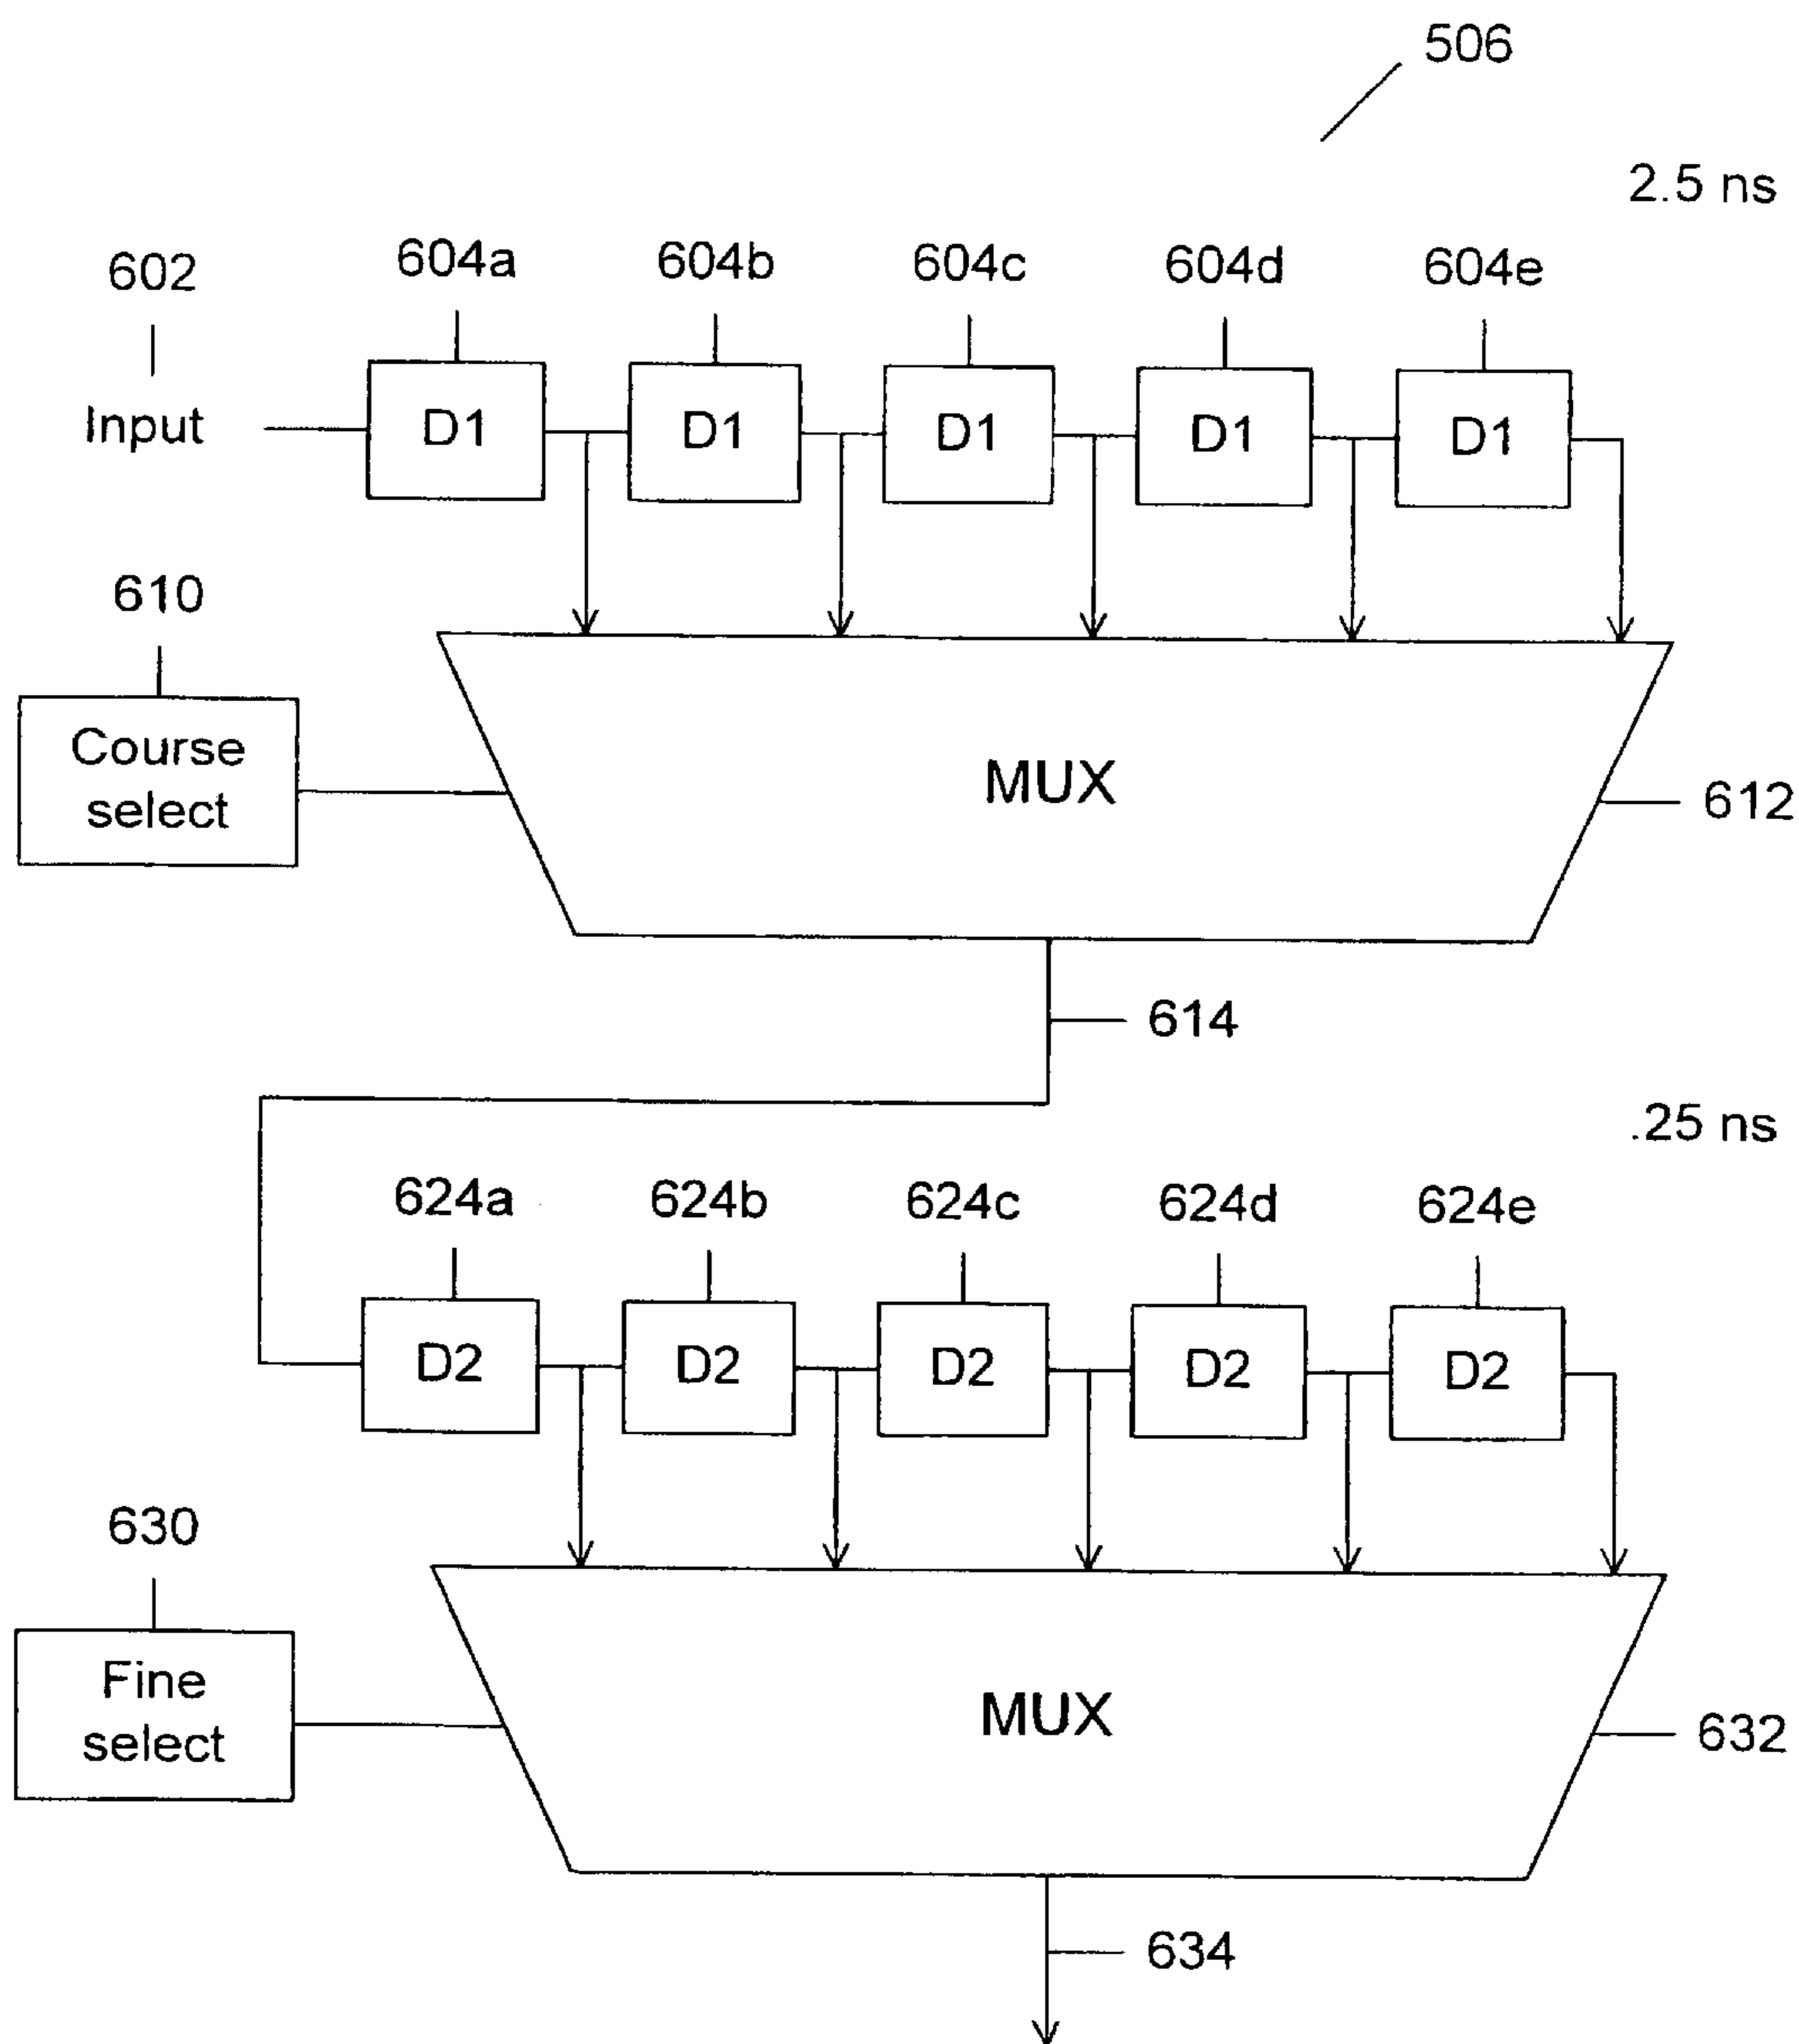 506
2.5 ns
602
604a
604b
604c
604d
604e
Input
D1
D1
D1
D1
D1
610
Course
select
MUX
612
614
.25 ns
624a
624b
624c
624d
624e
D2
D2
D2
D2
D2
630
Fine
select
MUX
632
634